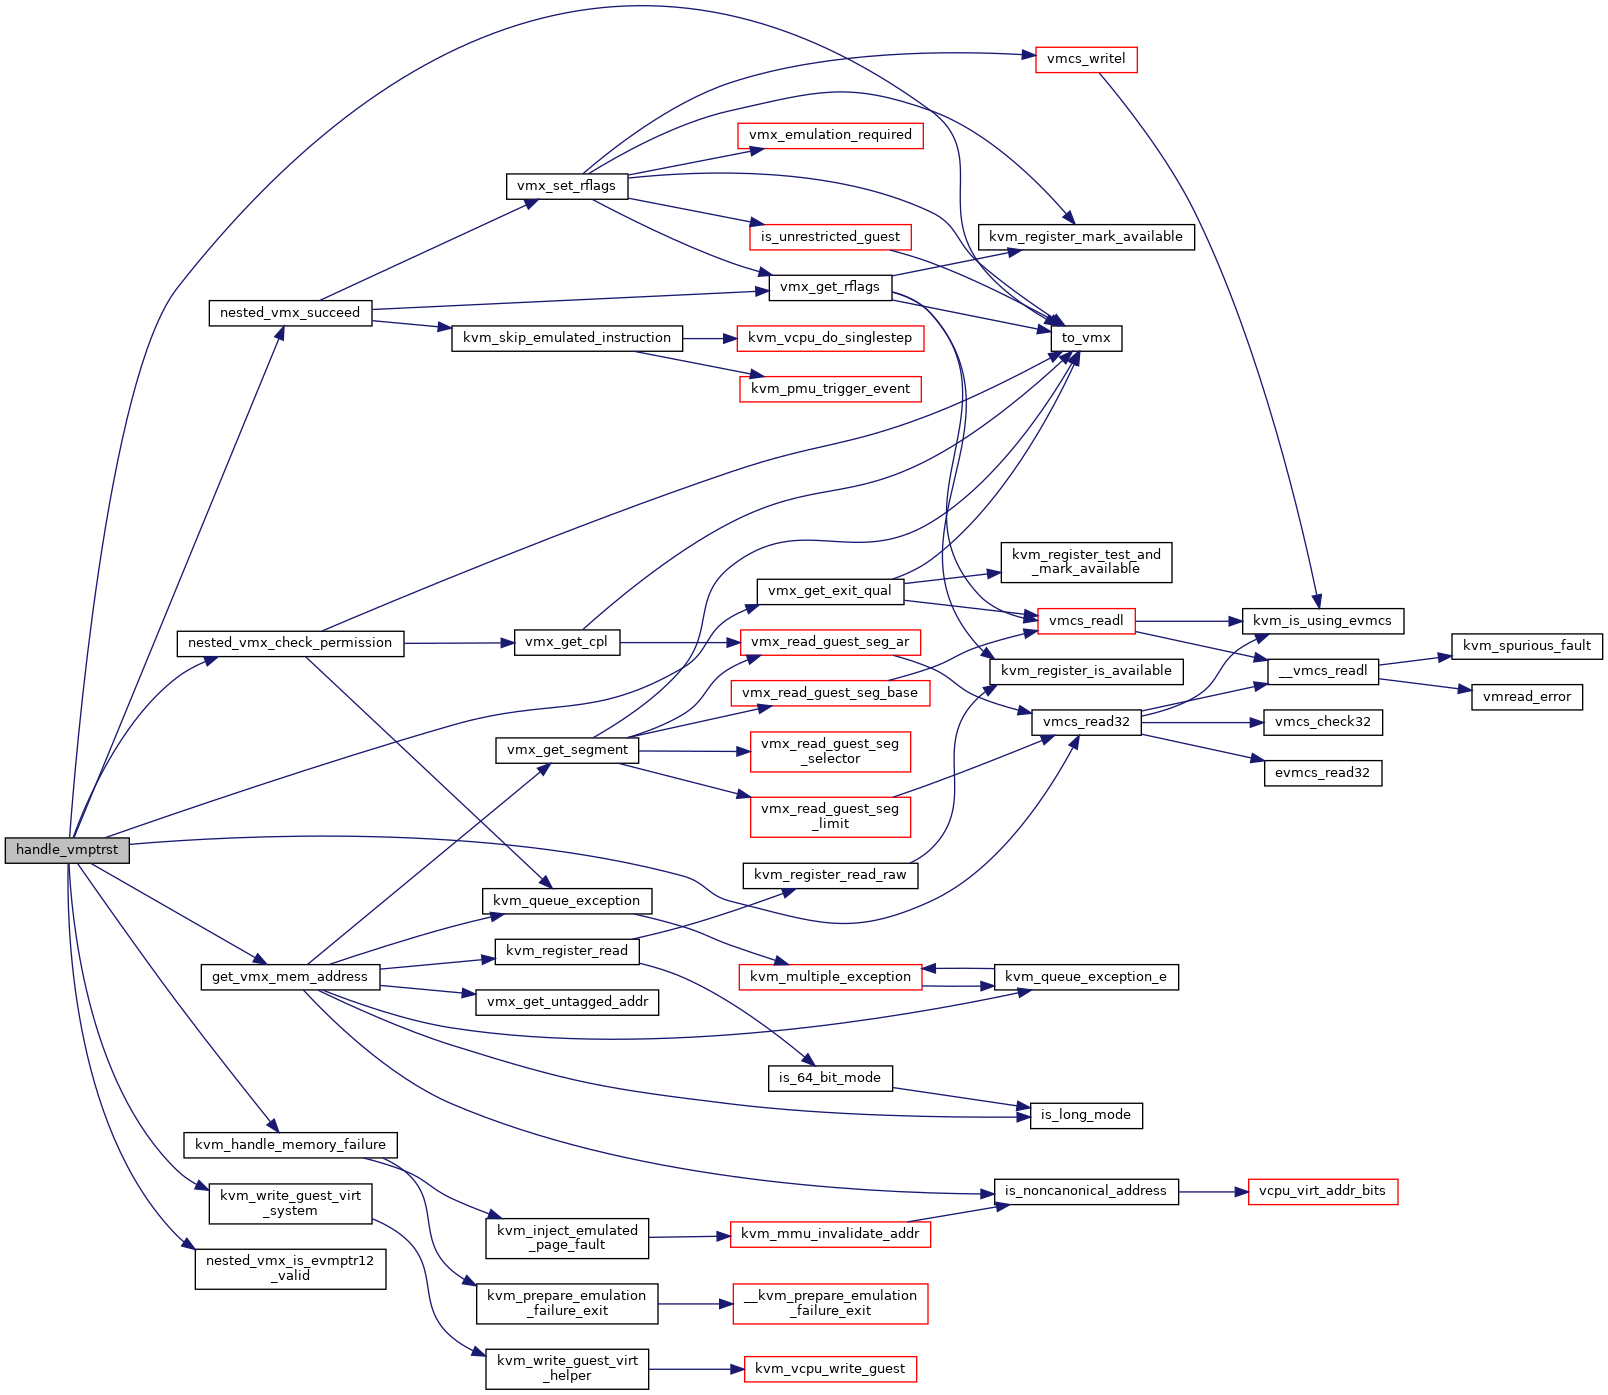 vmcs_writel
vmx_emulation_required
vmx_set_rflags
is_unrestricted_guest
kvm_register_mark_available
vmx_get_rflags
nested_vmx_succeed
kvm_skip_emulated_instruction
kvm_vcpu_do_singlestep
to_vmx
kvm_pmu_trigger_event
kvm_register_test_and
_mark_available
vmx_get_exit_qual
vmcs_readl
kvm_is_using_evmcs
nested_vmx_check_permission
vmx_get_cpl
vmx_read_guest_seg_ar
kvm_spurious_fault
kvm_register_is_available
__vmcs_readl
vmx_read_guest_seg_base
vmread_error
vmcs_read32
vmcs_check32
vmx_get_segment
vmx_read_guest_seg
_selector
evmcs_read32
vmx_read_guest_seg
_limit
handle_vmptrst
kvm_register_read_raw
kvm_queue_exception
kvm_register_read
get_vmx_mem_address
kvm_multiple_exception
kvm_queue_exception_e
vmx_get_untagged_addr
is_64_bit_mode
is_long_mode
kvm_handle_memory_failure
kvm_write_guest_virt
_system
is_noncanonical_address
vcpu_virt_addr_bits
kvm_inject_emulated
_page_fault
kvm_mmu_invalidate_addr
nested_vmx_is_evmptr12
_valid
kvm_prepare_emulation
_failure_exit
__kvm_prepare_emulation
_failure_exit
kvm_write_guest_virt
_helper
kvm_vcpu_write_guest